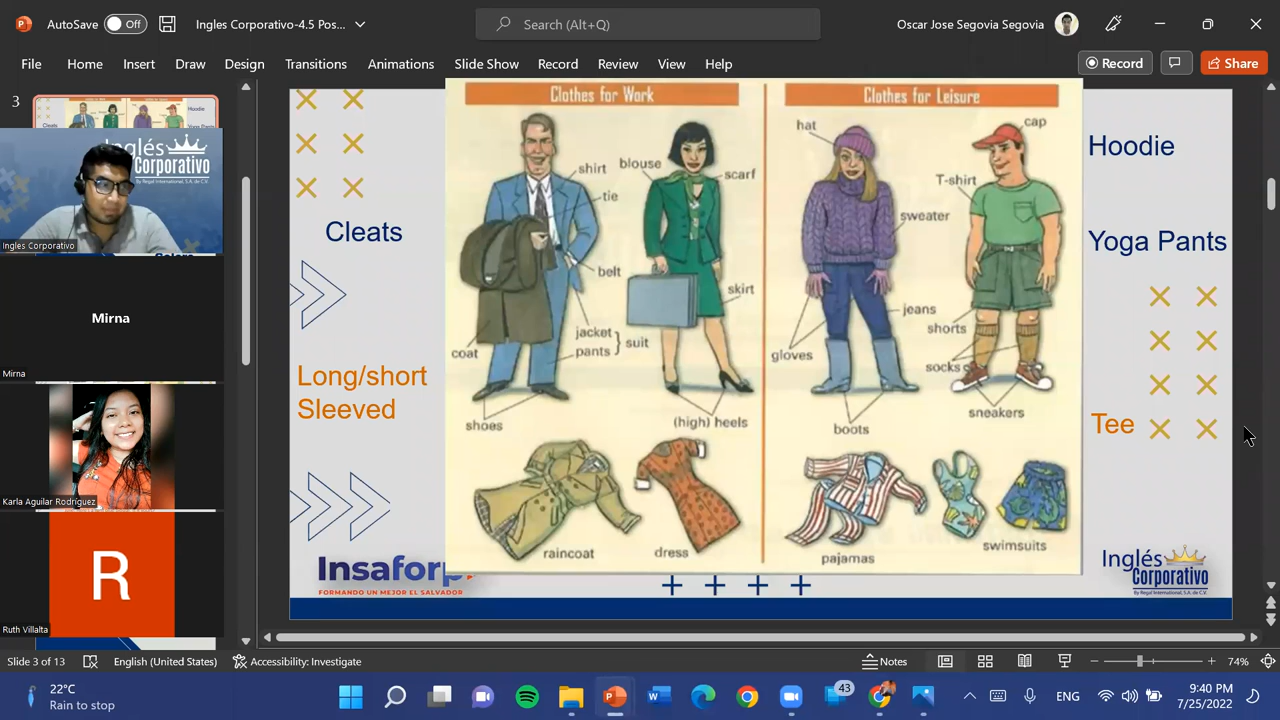 AutoSave Off Ingles Corporativo-4.5 Pos... Search (Alt+Q) Oscar Jose Segovia Segovia
File Home Insert Draw Design Transitions Animations Slide Show Record Review View Help Record Share
3
Inglés
Corporativo
By Regal International, S.A. de C.V.
Ingles Corporativo
Mirna
Mirna
Karla Aguilar Rodríguez
R
Ruth Villalta
Cleats
Long/short
Sleeved
Clothes for Work
shirt
blouse
scarf
tie
belt
skirt
jacket
pants
suit
coat
shoes
(high) heels
raincoat
dress
Clothes for Leisure
hat
cap
T-shirt
sweater
jeans
shorts
gloves
socks
sneakers
boots
pajamas
swimsuits
Hoodie
Yoga Pants
Tee
Insaforp
FORMANDO UN MEJOR EL SALVADOR
Inglés
Corporativo
By Regal International, S.A. de C.V.
Slide 3 of 13 English (United States) Accessibility: Investigate Notes 74%
22°C
Rain to stop
43
ENG
9:40 PM
7/25/2022